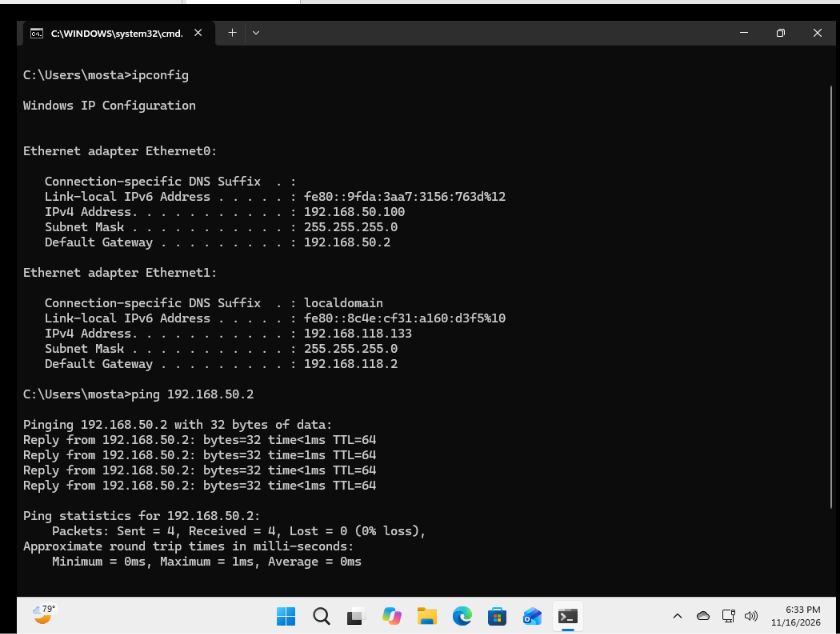 C:\WINDOWS\system32\cmd.
C:\Users\mosta>ipconfig
Windows IP Configuration
Ethernet adapter Ethernet0:
   Connection-specific DNS Suffix  . :
   Link-local IPv6 Address . . . . . : fe80::9fda:3aa7:3156:763d%12
   IPv4 Address. . . . . . . . . . . : 192.168.50.100
   Subnet Mask . . . . . . . . . . . : 255.255.255.0
   Default Gateway . . . . . . . . . : 192.168.50.2
Ethernet adapter Ethernet1:
   Connection-specific DNS Suffix  . : localdomain
   Link-local IPv6 Address . . . . . : fe80::8c4e:cf31:a160:d3f5%10
   IPv4 Address. . . . . . . . . . . : 192.168.118.133
   Subnet Mask . . . . . . . . . . . : 255.255.255.0
   Default Gateway . . . . . . . . . : 192.168.118.2
C:\Users\mosta>ping 192.168.50.2
Pinging 192.168.50.2 with 32 bytes of data:
Reply from 192.168.50.2: bytes=32 time<1ms TTL=64
Reply from 192.168.50.2: bytes=32 time=1ms TTL=64
Reply from 192.168.50.2: bytes=32 time<1ms TTL=64
Reply from 192.168.50.2: bytes=32 time<1ms TTL=64
Ping statistics for 192.168.50.2:
    Packets: Sent = 4, Received = 4, Lost = 0 (0% loss),
Approximate round trip times in milli-seconds:
    Minimum = 0ms, Maximum = 1ms, Average = 0ms
79°
6:33 PM
11/16/2026